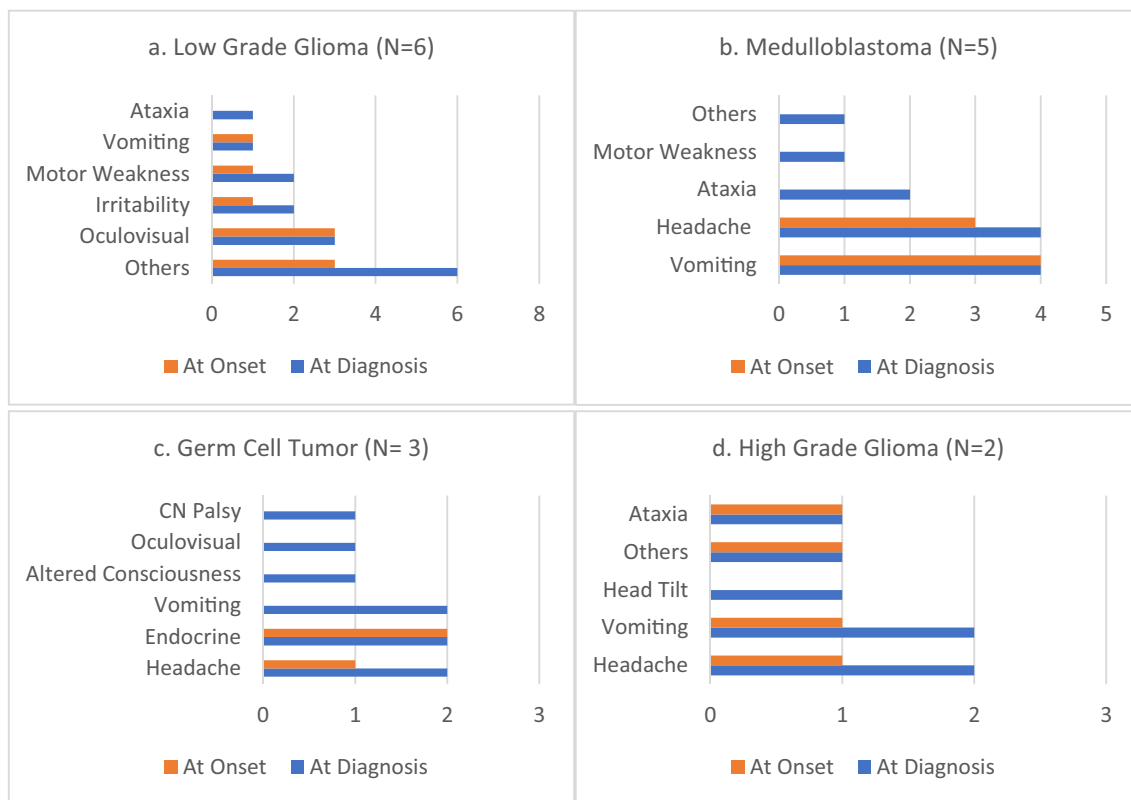 a. Low Grade Glioma (N=6)
Ataxia
Vomiting
Motor Weakness
Irritability
Oculovisual
Others
0 2 4 6 8
At Onset At Diagnosis
b. Medulloblastoma (N=5)
Others
Motor Weakness
Ataxia
Headache
Vomiting
0 1 2 3 4 5
At Onset At Diagnosis
c. Germ Cell Tumor (N= 3)
CN Palsy
Oculovisual
Altered Consciousness
Vomiting
Endocrine
Headache
0 1 2 3
At Onset At Diagnosis
d. High Grade Glioma (N=2)
Ataxia
Others
Head Tilt
Vomiting
Headache
0 1 2 3
At Onset At Diagnosis